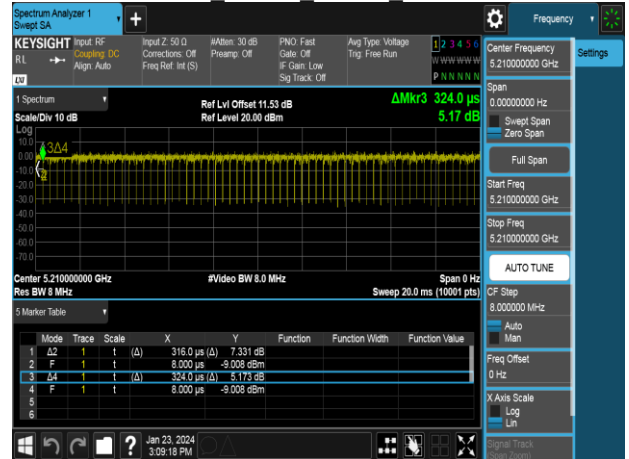 Spectrum Analyzer 1
Swept SA
+
Frequency
KEYSIGHT
Input: RF
Input Z: 50 Ω
#Atten: 30 dB
PNO: Fast
Avg Type: Voltage
1 2 3 4 5 6
RL
Coupling: DC
Corrections: Off
Preamp: Off
Gate: Off
Trig: Free Run
W W W W W W
Align: Auto
Freq Ref: Int (S)
IF Gain: Low
P N N N N N
Sig Track: Off
LXI
1 Spectrum
Ref Lvl Offset 11.53 dB
ΔMkr3 324.0 µs
Scale/Div 10 dB
Ref Level 20.00 dBm
5.17 dB
Log
10.0
3Δ4
0.00
-10.0
-20.0
-30.0
-40.0
-50.0
-60.0
-70.0
Center 5.210000000 GHz
#Video BW 8.0 MHz
Span 0 Hz
Res BW 8 MHz
Sweep 20.0 ms (10001 pts)
5 Marker Table
Mode Trace Scale X Y Function Function Width Function Value
1 Δ2 1 t (Δ) 316.0 µs (Δ) 7.331 dB
2 F 1 t 8.000 µs -9.008 dBm
3 Δ4 1 t (Δ) 324.0 µs (Δ) 5.173 dB
4 F 1 t 8.000 µs -9.008 dBm
5
6
?
Jan 23, 2024
3:09:18 PM
Center Frequency
5.210000000 GHz
Settings
Span
0.00000000 Hz
Swept Span
Zero Span
Full Span
Start Freq
5.210000000 GHz
Stop Freq
5.210000000 GHz
AUTO TUNE
CF Step
8.000000 MHz
Auto
Man
Freq Offset
0 Hz
X Axis Scale
Log
Lin
Signal Track
(Span Zoom)